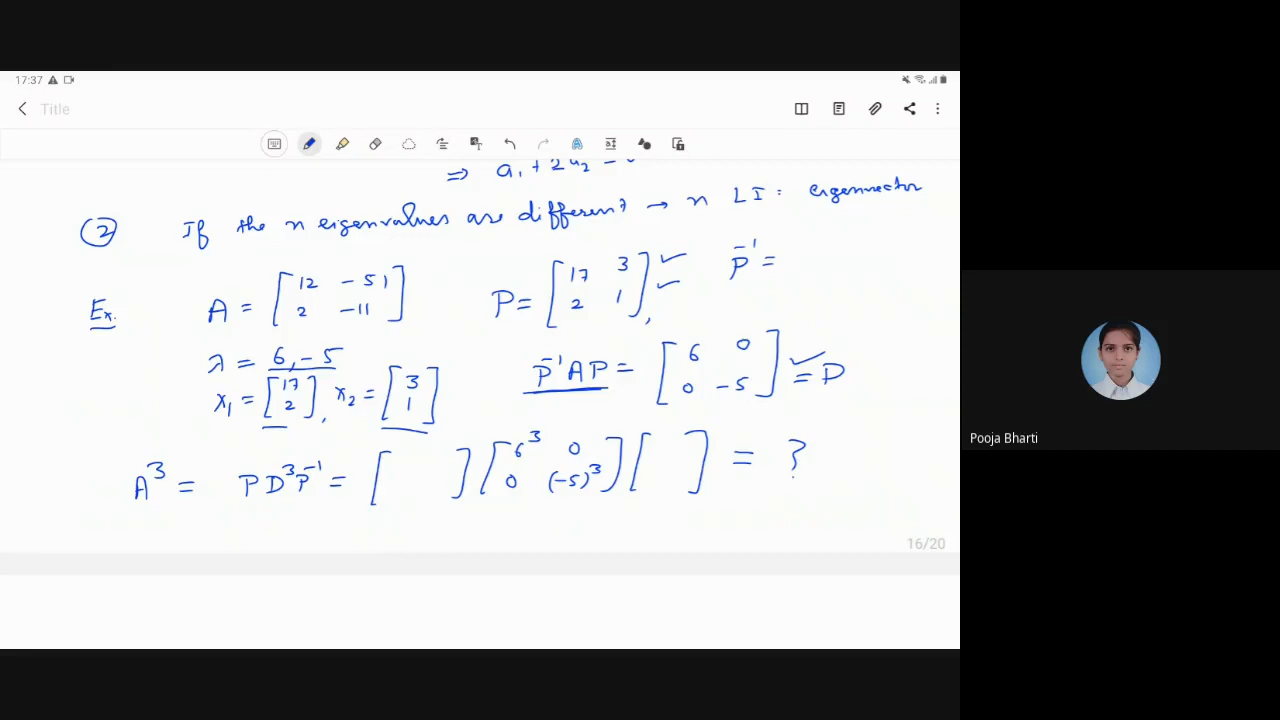 17:37
Title
⇒ a₁ + 2a₂ =
② If the n eigenvalues are different → n LI eigenvector
Ex. A = [12 -51; 2 -11] P = [17 3; 2 1], P⁻¹ =
λ = 6, -5 P⁻¹AP = [6 0; 0 -5] = D
x₁ = [17; 2], x₂ = [3; 1]
A³ = PD³P⁻¹ = [ ] [6³ 0; 0 (-5)³] [ ] = ?
16/20
Pooja Bharti